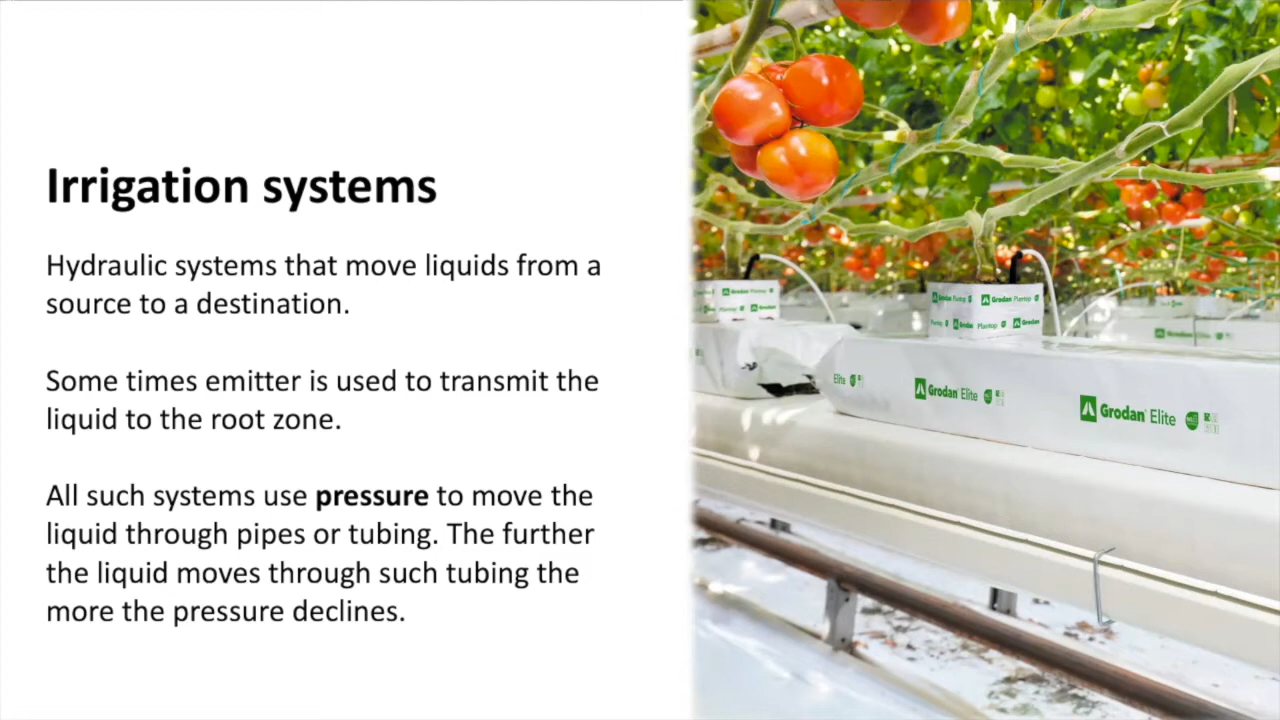 Irrigation systems
Hydraulic systems that move liquids from a
source to a destination.
Some times emitter is used to transmit the
liquid to the root zone.
All such systems use pressure to move the
liquid through pipes or tubing. The further
the liquid moves through such tubing the
more the pressure declines.
Grodan Plantop
Grodan Plantop
Plantop Grodan
Elite
Grodan Elite
Grodan Elite